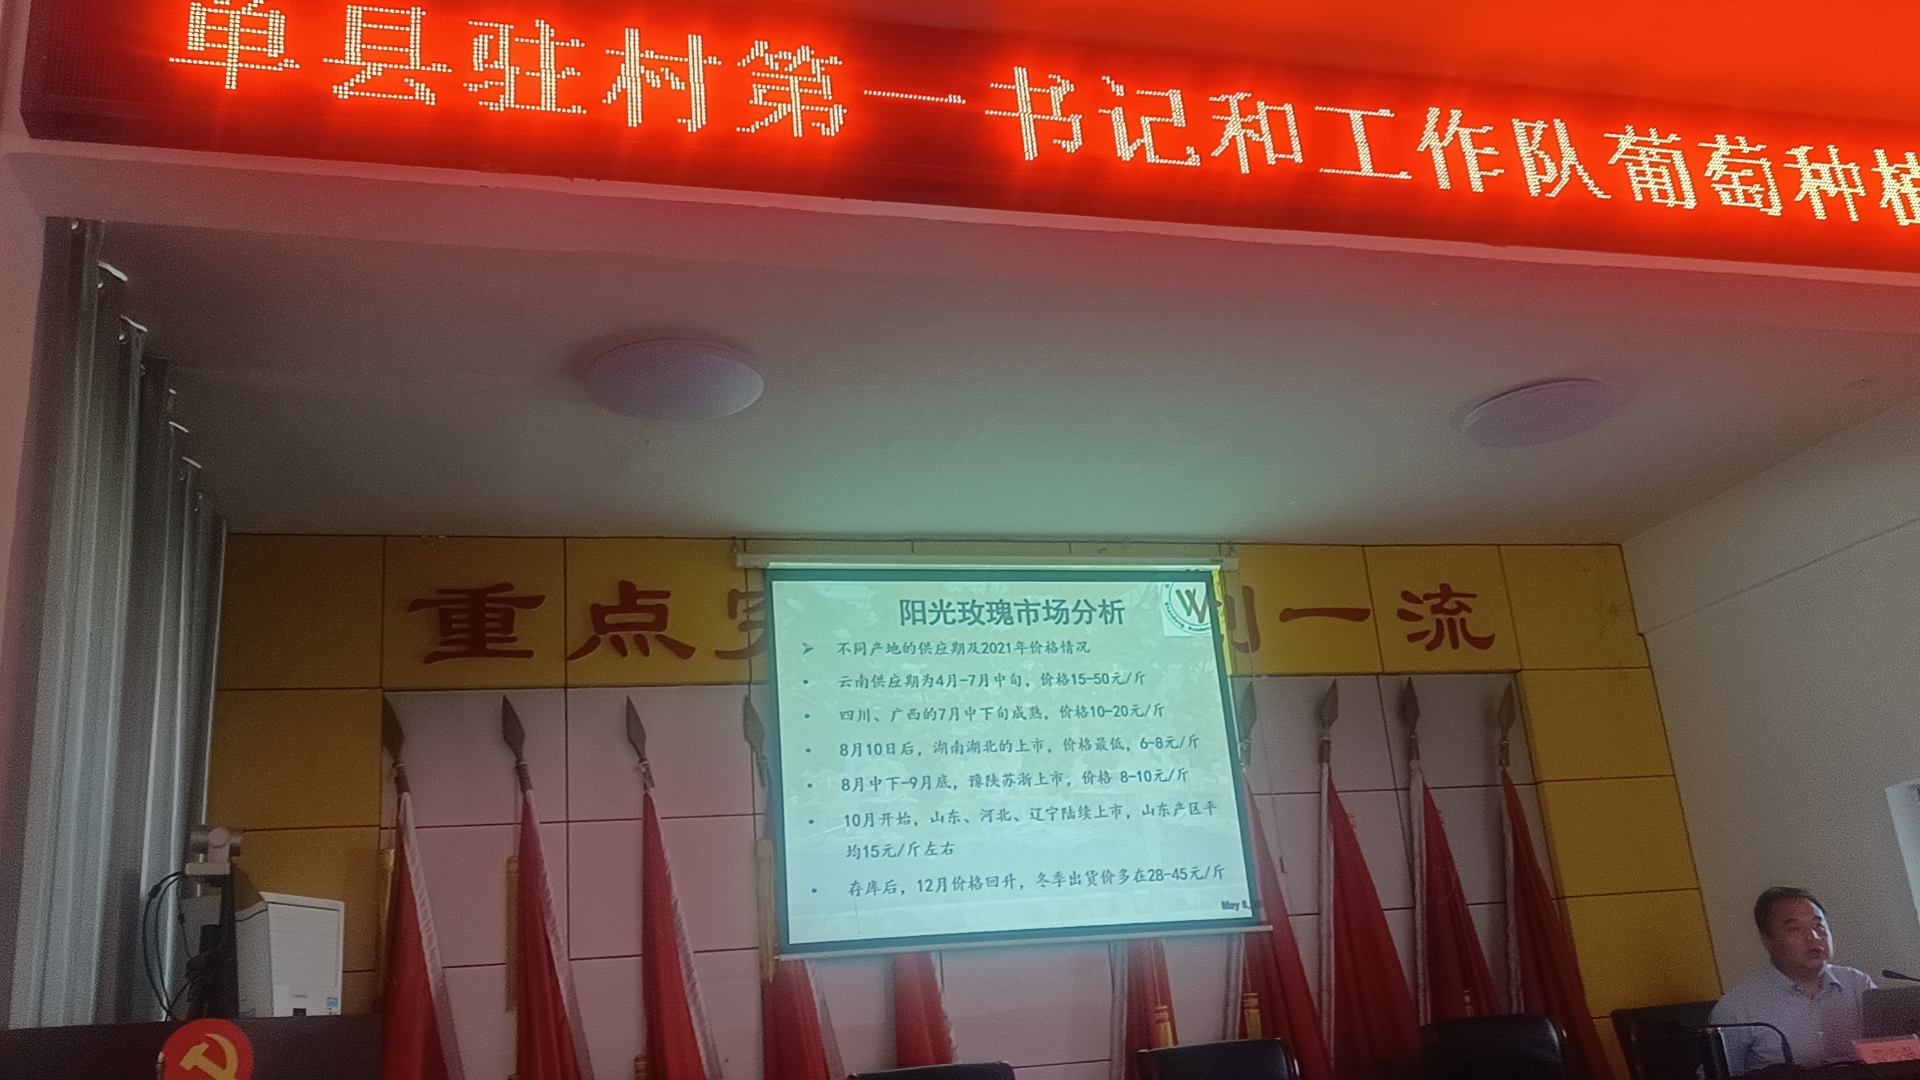 单县驻村第一书记和工作队葡萄种植
重点
创一流
阳光玫瑰市场分析
➢ 不同产地的供应期及2021年价格情况
• 云南供应期为4月-7月中旬，价格15-50元/斤
• 四川、广西的7月中下旬成熟，价格10-20元/斤
• 8月10日后，湖南湖北的上市，价格最低，6-8元/斤
• 8月中下-9月底，豫陕苏浙上市，价格 8-10元/斤
• 10月开始，山东、河北、辽宁陆续上市，山东产区平
均15元/斤左右
• 存库后，12月价格回升，冬季出货价多在28-45元/斤
May 8,